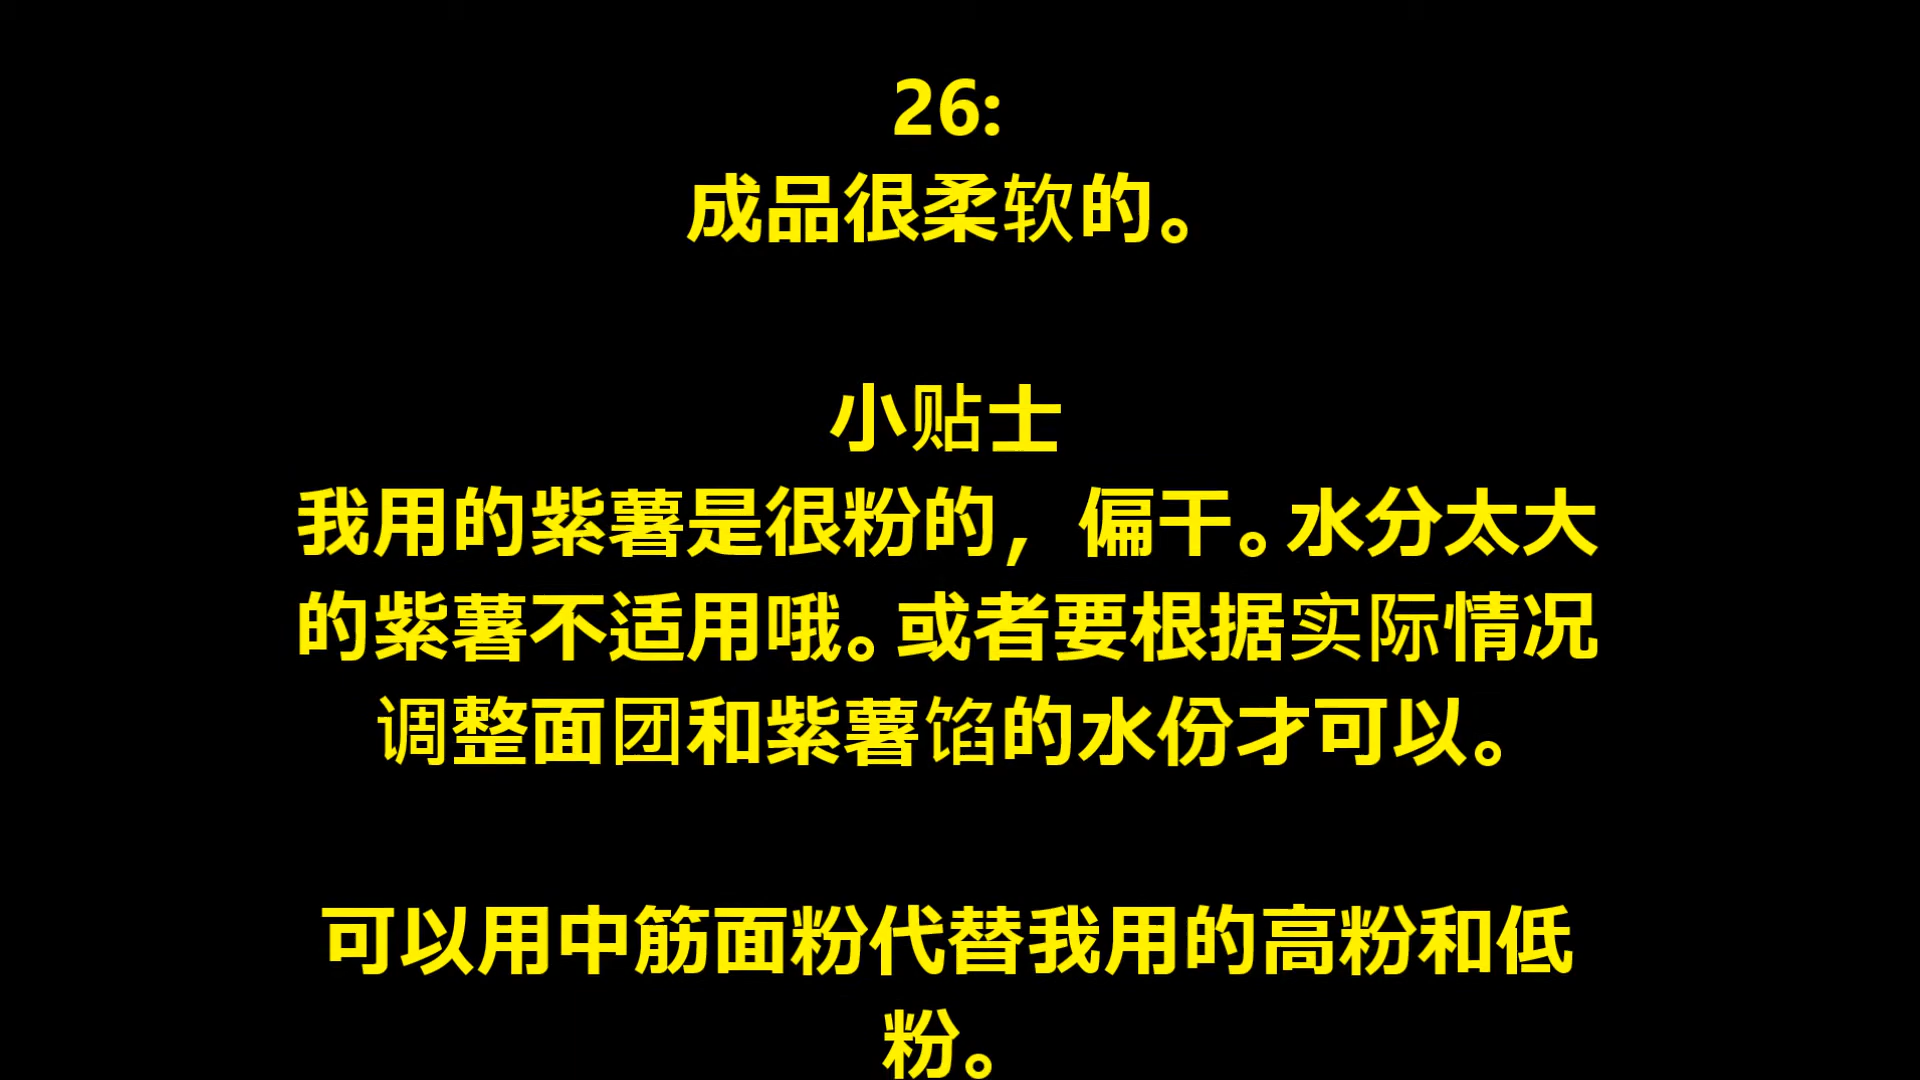 26:
成品很柔软的。
小贴士
我用的紫薯是很粉的，偏干。水分太大
的紫薯不适用哦。或者要根据实际情况
调整面团和紫薯馅的水份才可以。
可以用中筋面粉代替我用的高粉和低
粉。